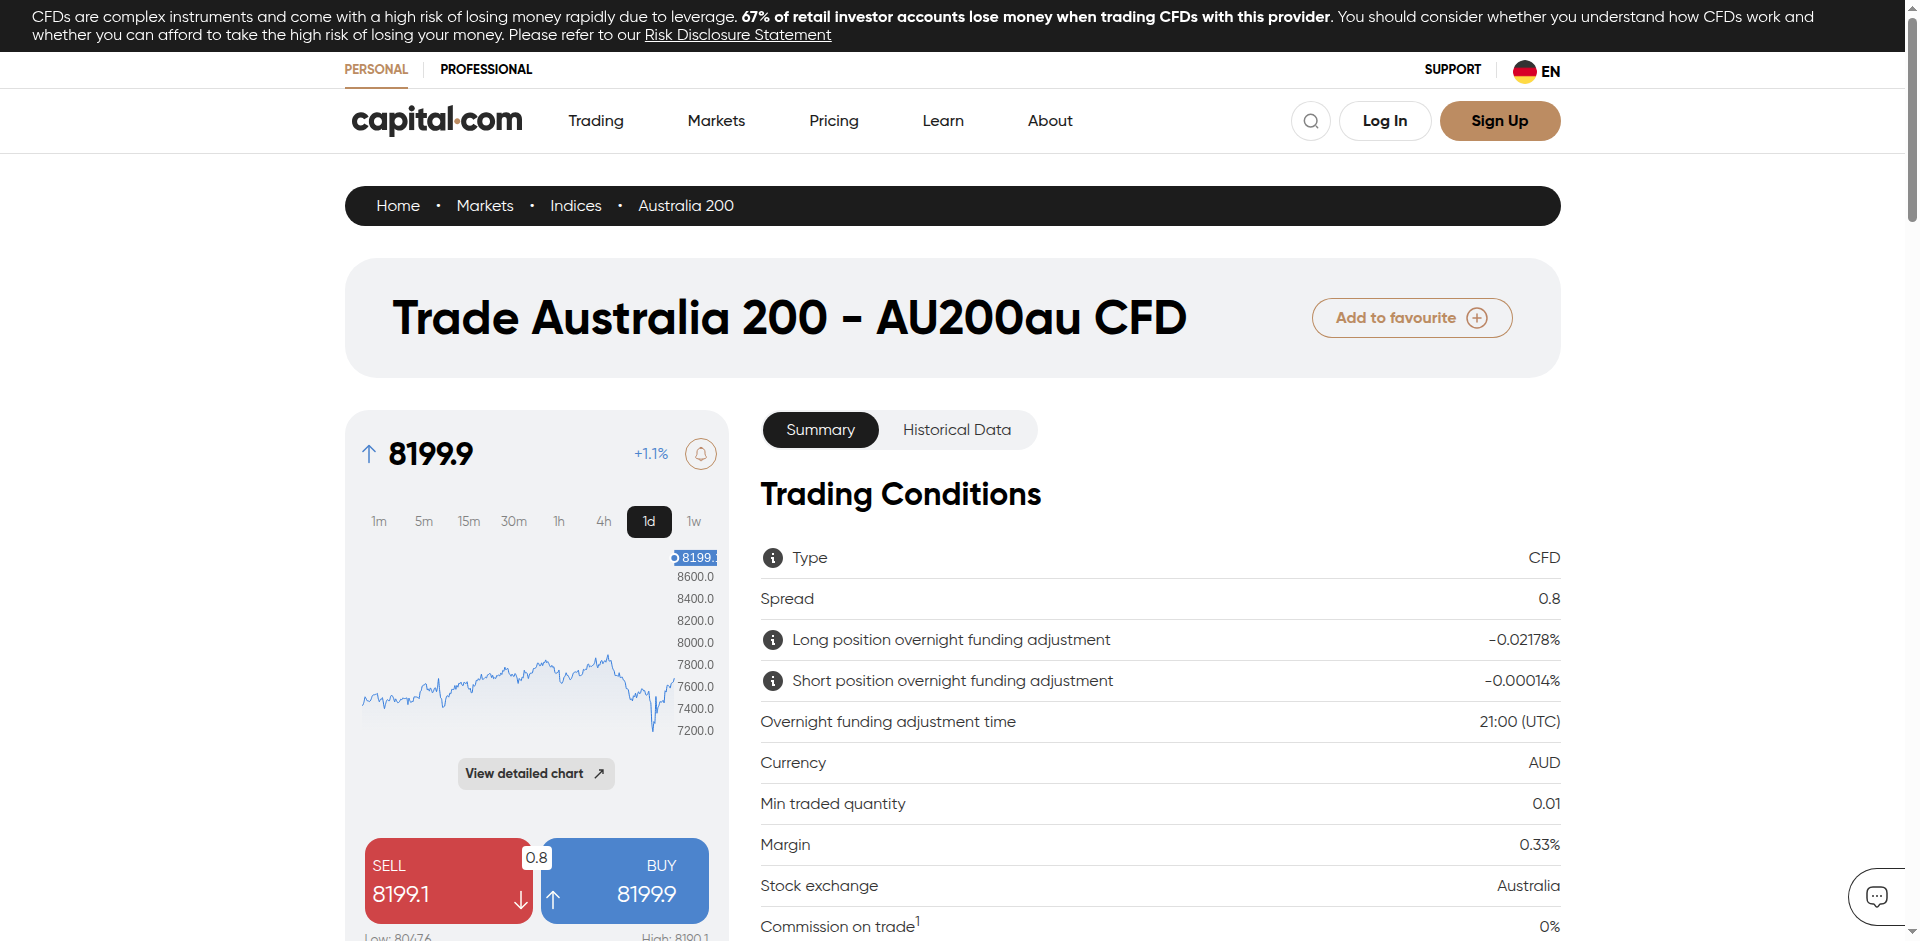 CFDs are complex instruments and come with a high risk of losing money rapidly due to leverage. 67% of retail investor accounts lose money when trading CFDs with this provider. You should consider whether you understand how CFDs work and
whether you can afford to take the high risk of losing your money. Please refer to our Risk Disclosure Statement
PERSONAL PROFESSIONAL SUPPORT EN
capital.com Trading Markets Pricing Learn About Log In Sign Up
Home • Markets • Indices • Australia 200
Trade Australia 200 - AU200au CFD Add to favourite
8199.9 +1.1%
1m 5m 15m 30m 1h 4h 1d 1w
8199.
8600.0
8400.0
8200.0
8000.0
7800.0
7600.0
7400.0
7200.0
View detailed chart
SELL 0.8 BUY
8199.1 8199.9
Low: 8047.6 High: 8190.1
Summary Historical Data
Trading Conditions
Type CFD
Spread 0.8
Long position overnight funding adjustment -0.02178%
Short position overnight funding adjustment -0.00014%
Overnight funding adjustment time 21:00 (UTC)
Currency AUD
Min traded quantity 0.01
Margin 0.33%
Stock exchange Australia
Commission on trade1 0%